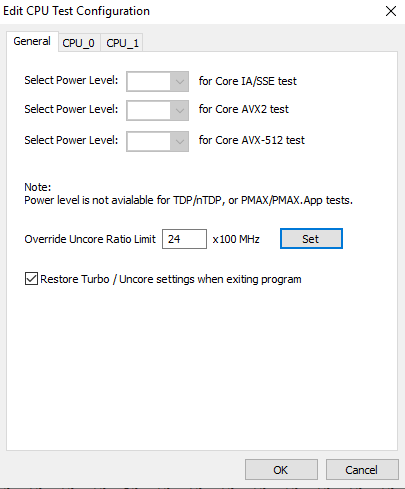 Edit CPU Test Configuration
General CPU_0 CPU_1
Select Power Level: for Core IA/SSE test
Select Power Level: for Core AVX2 test
Select Power Level: for Core AVX-512 test
Note:
Power level is not avialable for TDP/nTDP, or PMAX/PMAX.App tests.
Override Uncore Ratio Limit 24 x100 MHz Set
Restore Turbo / Uncore settings when exiting program
OK Cancel